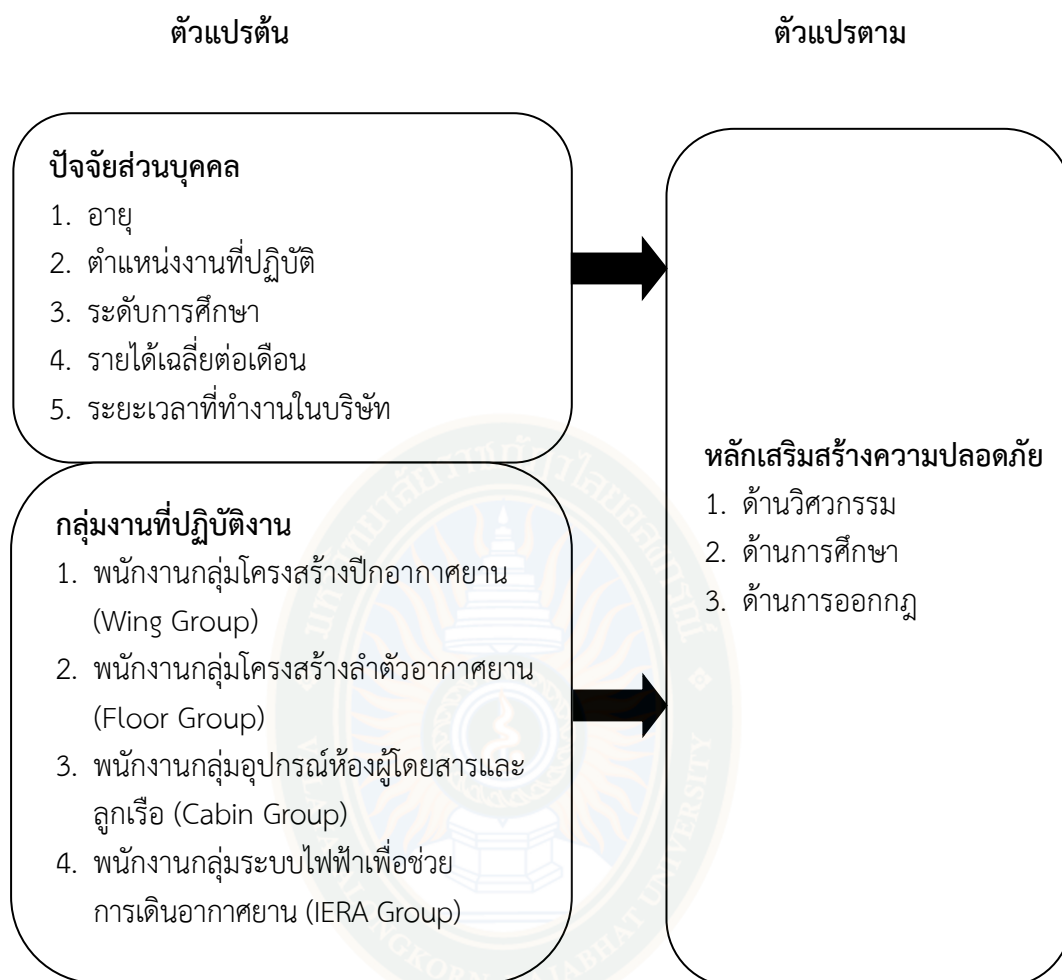 ตัวแปรต้น
ตัวแปรตาม
ปัจจัยส่วนบุคคล
1. อายุ
2. ตำแหน่งงานที่ปฏิบัติ
3. ระดับการศึกษา
4. รายได้เฉลี่ยต่อเดือน
5. ระยะเวลาที่ทำงานในบริษัท
กลุ่มงานที่ปฏิบัติงาน
1. พนักงานกลุ่มโครงสร้างปีกอากาศยาน
(Wing Group)
2. พนักงานกลุ่มโครงสร้างลำตัวอากาศยาน
(Floor Group)
3. พนักงานกลุ่มอุปกรณ์ห้องผู้โดยสารและ
ลูกเรือ (Cabin Group)
4. พนักงานกลุ่มระบบไฟฟ้าเพื่อช่วย
การเดินอากาศยาน (IERA Group)
หลักเสริมสร้างความปลอดภัย
1. ด้านวิศวกรรม
2. ด้านการศึกษา
3. ด้านการออกกฎ